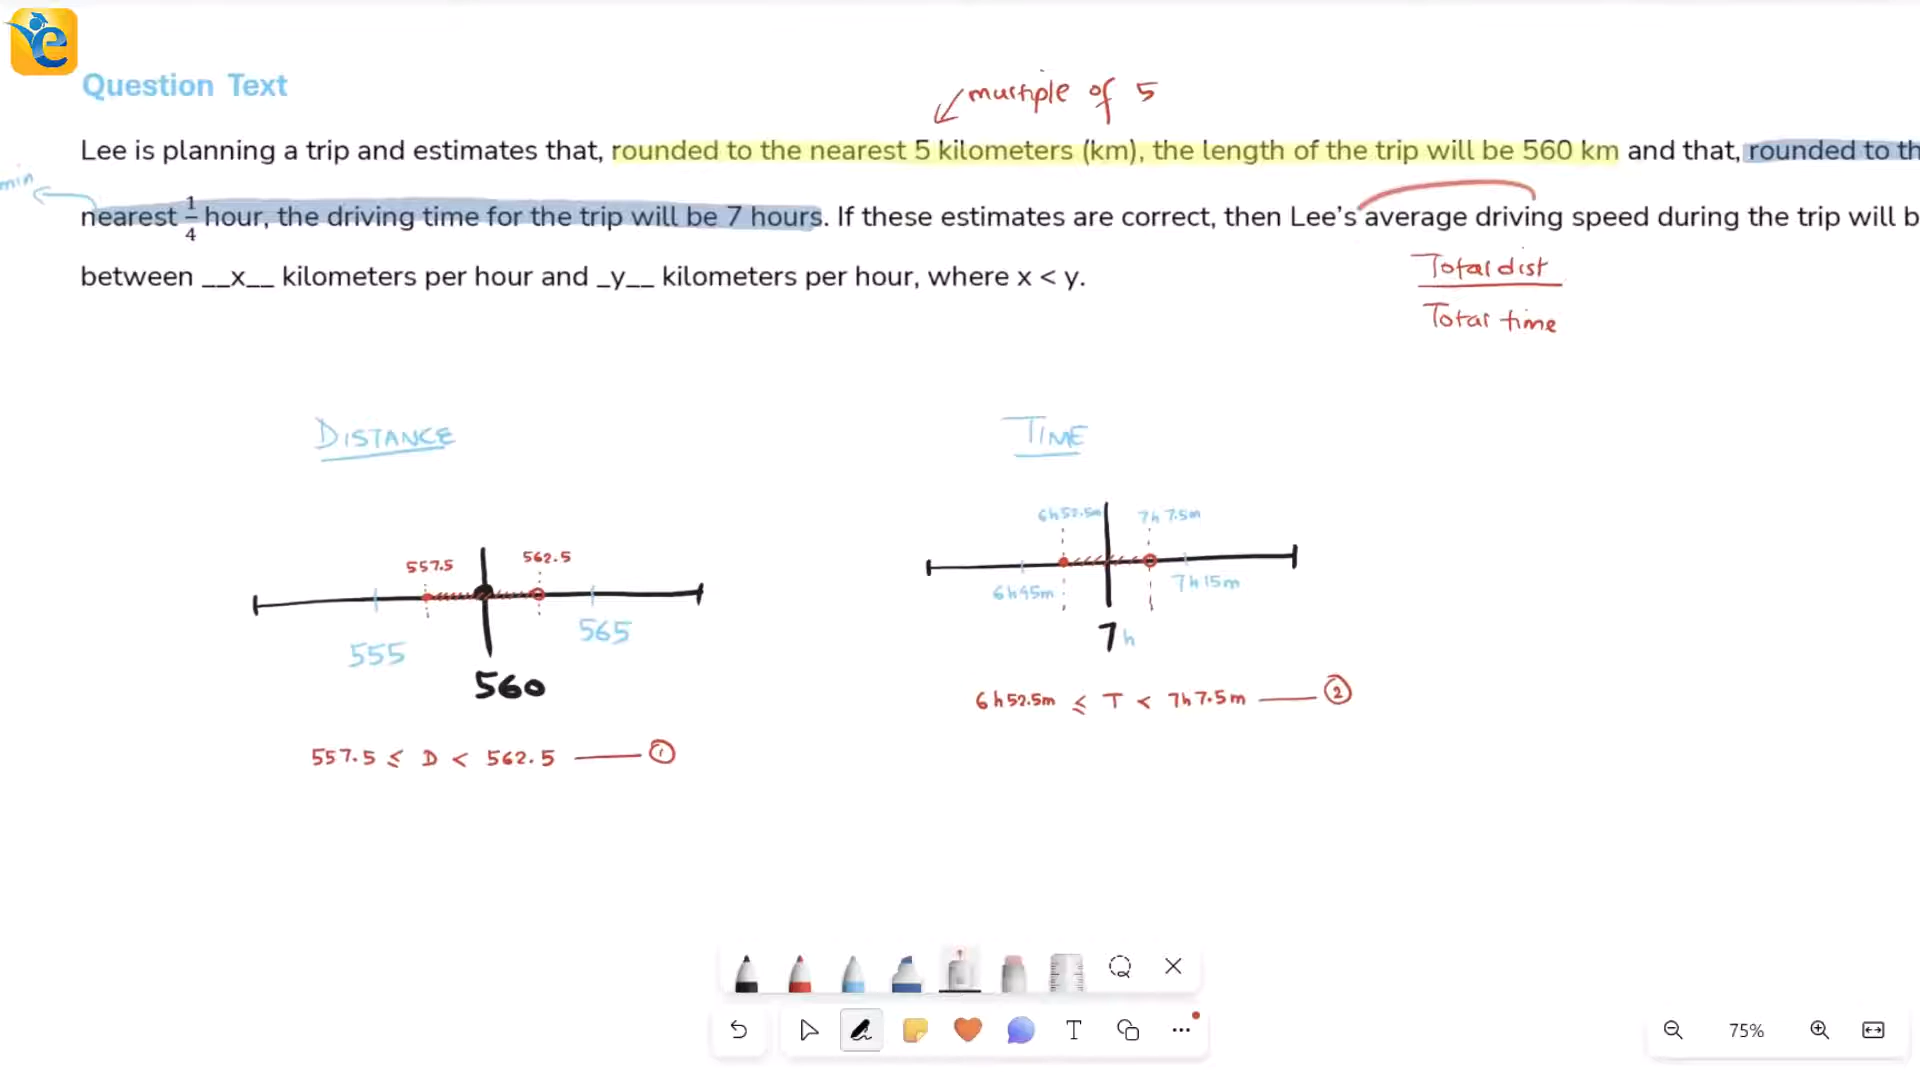 e
Question Text
multiple of 5
Lee is planning a trip and estimates that, rounded to the nearest 5 kilometers (km), the length of the trip will be 560 km and that, rounded to th
min
nearest 1/4 hour, the driving time for the trip will be 7 hours. If these estimates are correct, then Lee's average driving speed during the trip will b
between __x__ kilometers per hour and _y__ kilometers per hour, where x < y.
Total dist
Total time
DISTANCE
TIME
6h52.5m 7h 7.5m
557.5 562.5
6h45m 7h15m
555 565
7h
560
6h52.5m ≤ T < 7h7.5m —— 2
557.5 ≤ D < 562.5 —— 1
T
75%